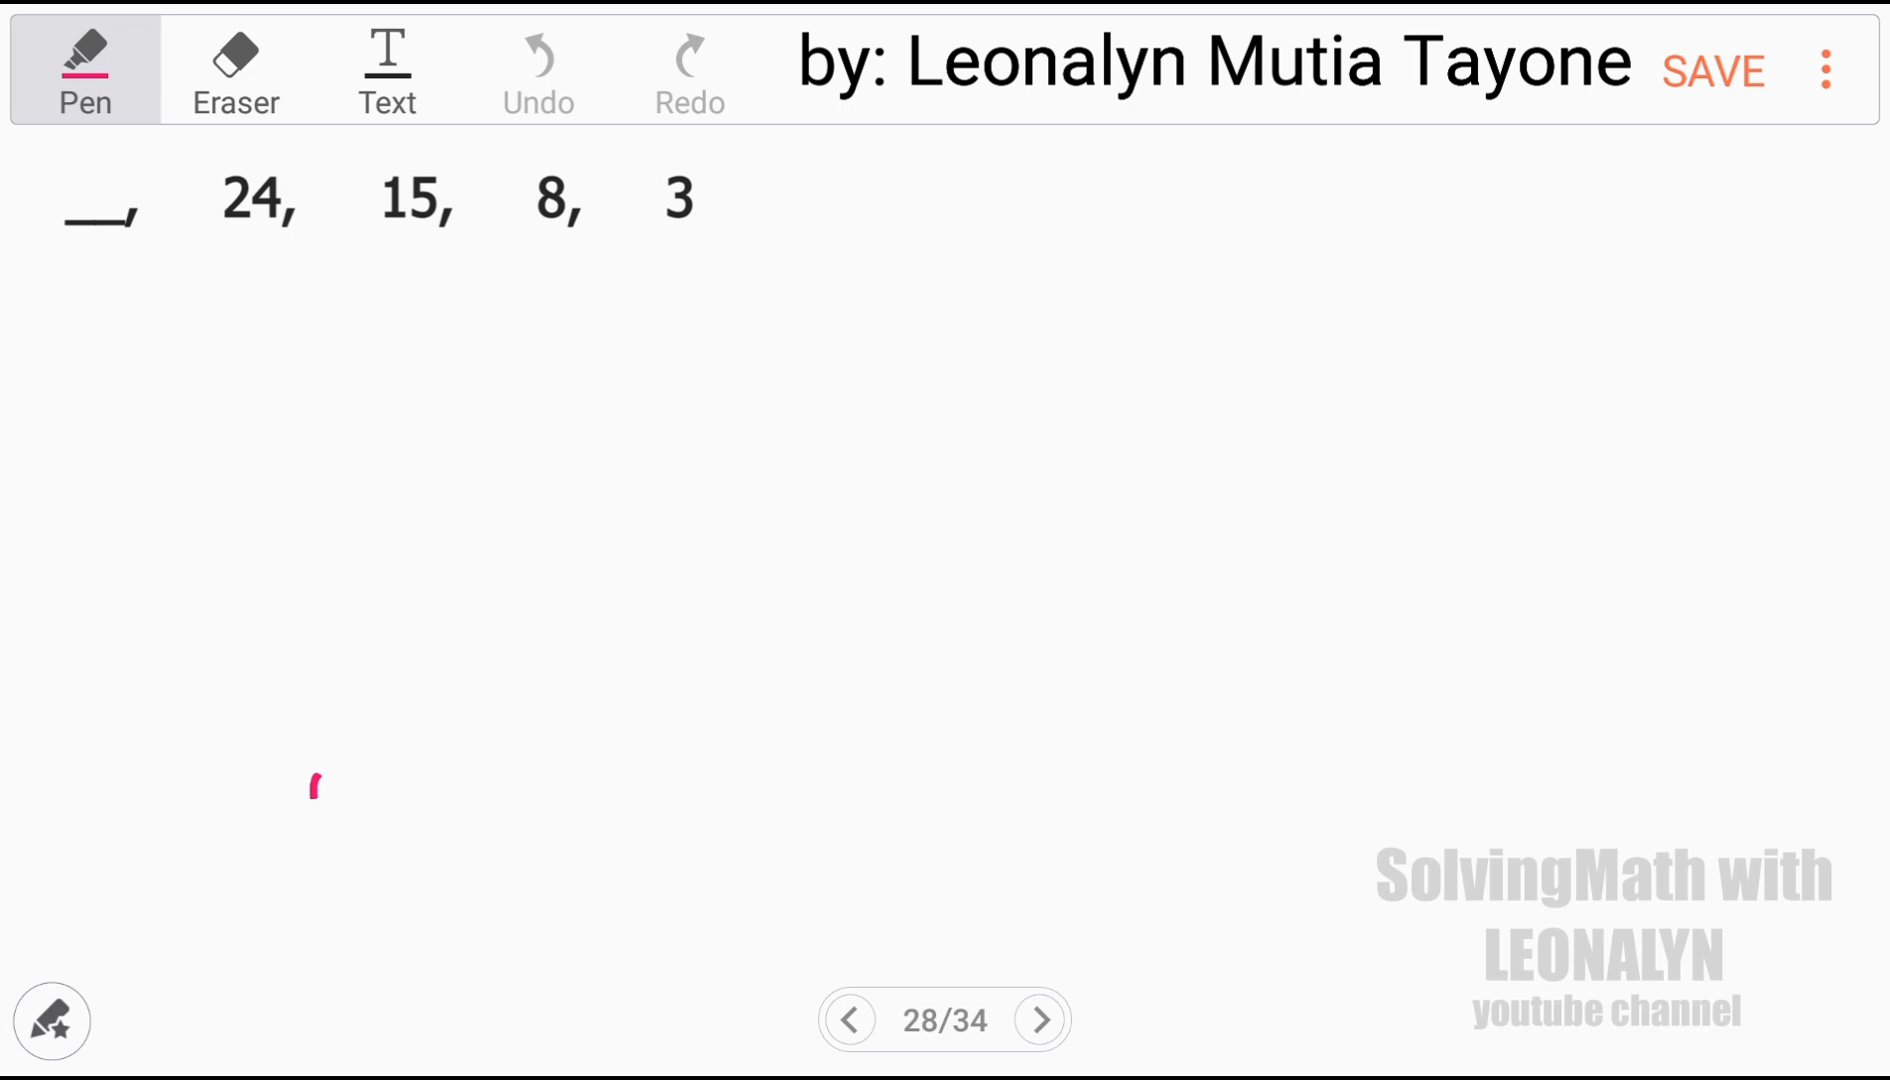 Pen Eraser Text Undo Redo by: Leonalyn Mutia Tayone SAVE
__, 24, 15, 8, 3
SolvingMath with
LEONALYN
youtube channel
28/34